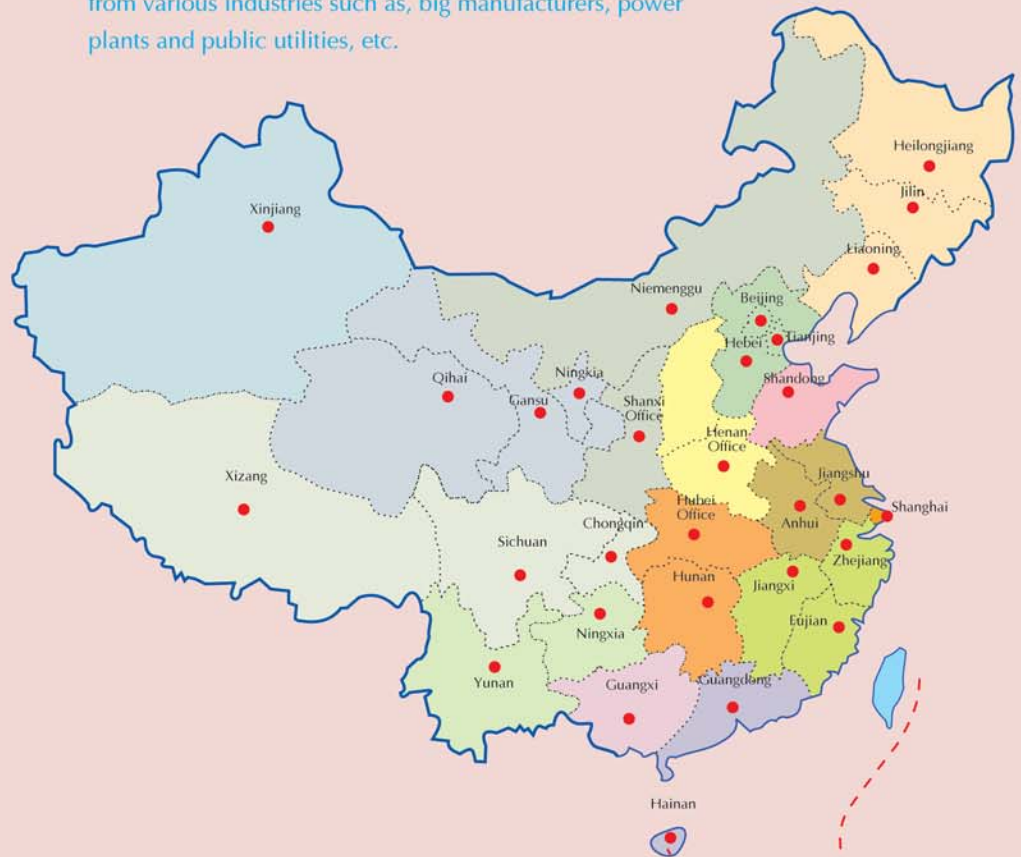 from various industries such as, big manufacturers, power
plants and public utilities, etc.
Heilongjiang
Jilin
Xinjiang
Liaoning
Niemenggu
Beijing
Tianjing
Hebei
Qihai
Ningkia
Shandong
Gansu
Shanxi
Office
Henan
Office
Xizang
Jiangshu
Hubei
Office
Shanghai
Chongqin
Anhui
Sichuan
Zhejiang
Hunan
Jiangxi
Fujian
Ningxia
Yunan
Guangxi
Guangdong
Hainan